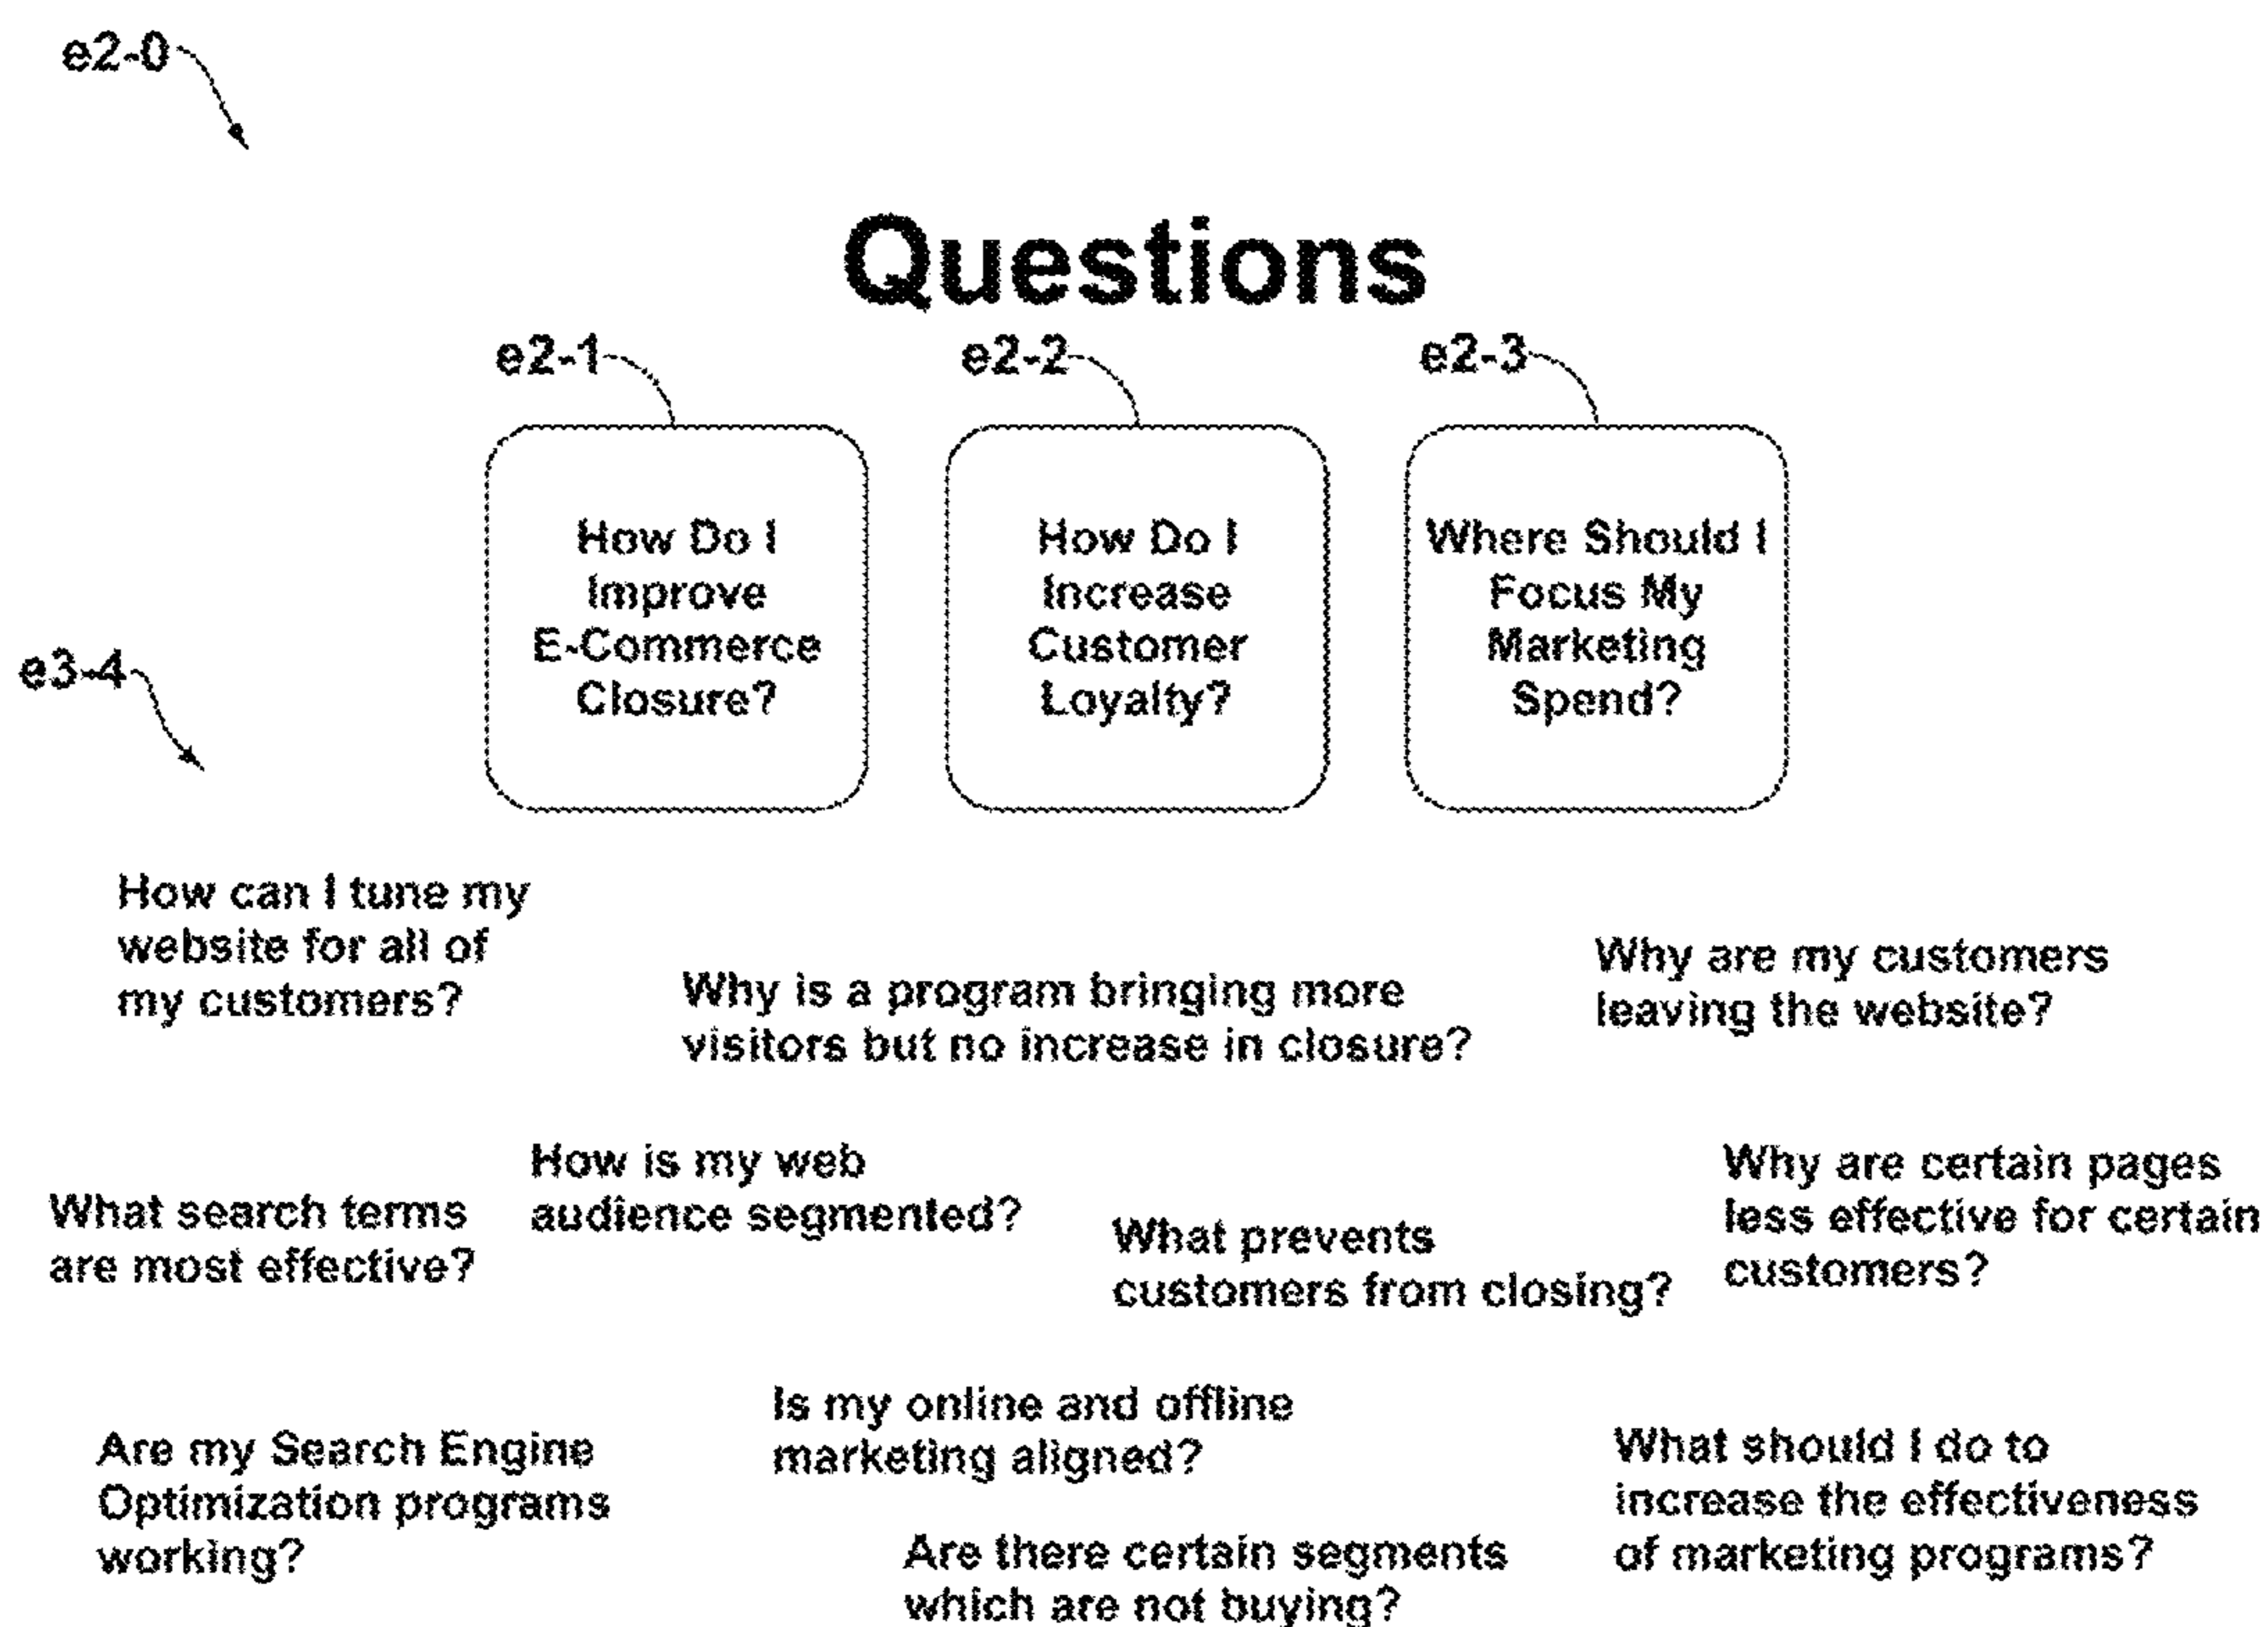 e2-0
Questions
e2-1
e2-2
e2-3
How Do I
Improve
E-Commerce
Closure?
How Do I
Increase
Customer
Loyalty?
Where Should I
Focus My
Marketing
Spend?
e3-4
How can I tune my
website for all of
my customers?
Why is a program bringing more
visitors but no increase in closure?
Why are my customers
leaving the website?
What search terms
are most effective?
How is my web
audience segmented?
What prevents
customers from closing?
Why are certain pages
less effective for certain
customers?
Are my Search Engine
Optimization programs
working?
Is my online and offline
marketing aligned?
Are there certain segments
which are not buying?
What should I do to
increase the effectiveness
of marketing programs?